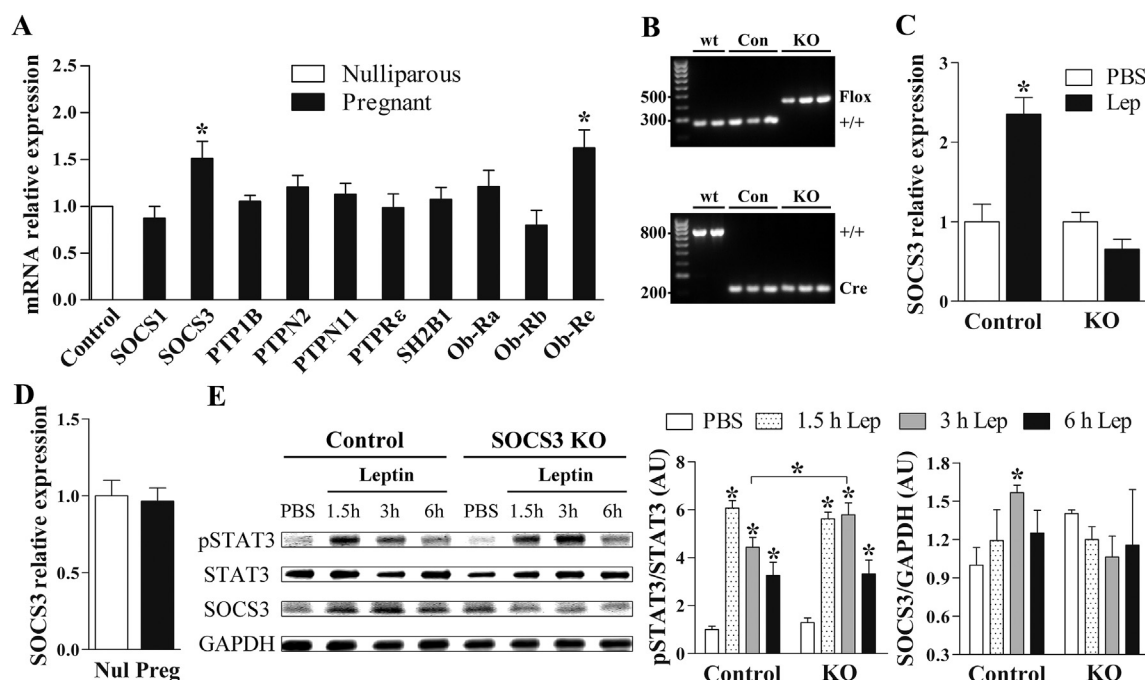 A
mRNA relative expression
2.5
2.0
1.5
1.0
0.5
0.0
Nulliparous
Pregnant
*
*
Control
SOCS1
SOCS3
PTP1B
PTPN2
PTPN11
PTPRε
SH2B1
Ob-Ra
Ob-Rb
Ob-Re
B
wt Con KO
500
300
Flox
+/+
wt Con KO
800
200
+/+
Cre
C
SOCS3 relative expression
3
2
1
0
PBS
Lep
*
Control KO
D
SOCS3 relative expression
1.5
1.0
0.5
0.0
Nul Preg
E
Control SOCS3 KO
Leptin Leptin
PBS 1.5h 3h 6h PBS 1.5h 3h 6h
pSTAT3
STAT3
SOCS3
GAPDH
PBS 1.5 h Lep 3 h Lep 6 h Lep
pSTAT3/STAT3 (AU)
8
6
4
2
0
*
* * *
* * *
Control KO
SOCS3/GAPDH (AU)
1.8
1.5
1.2
0.9
0.6
0.3
*
Control KO